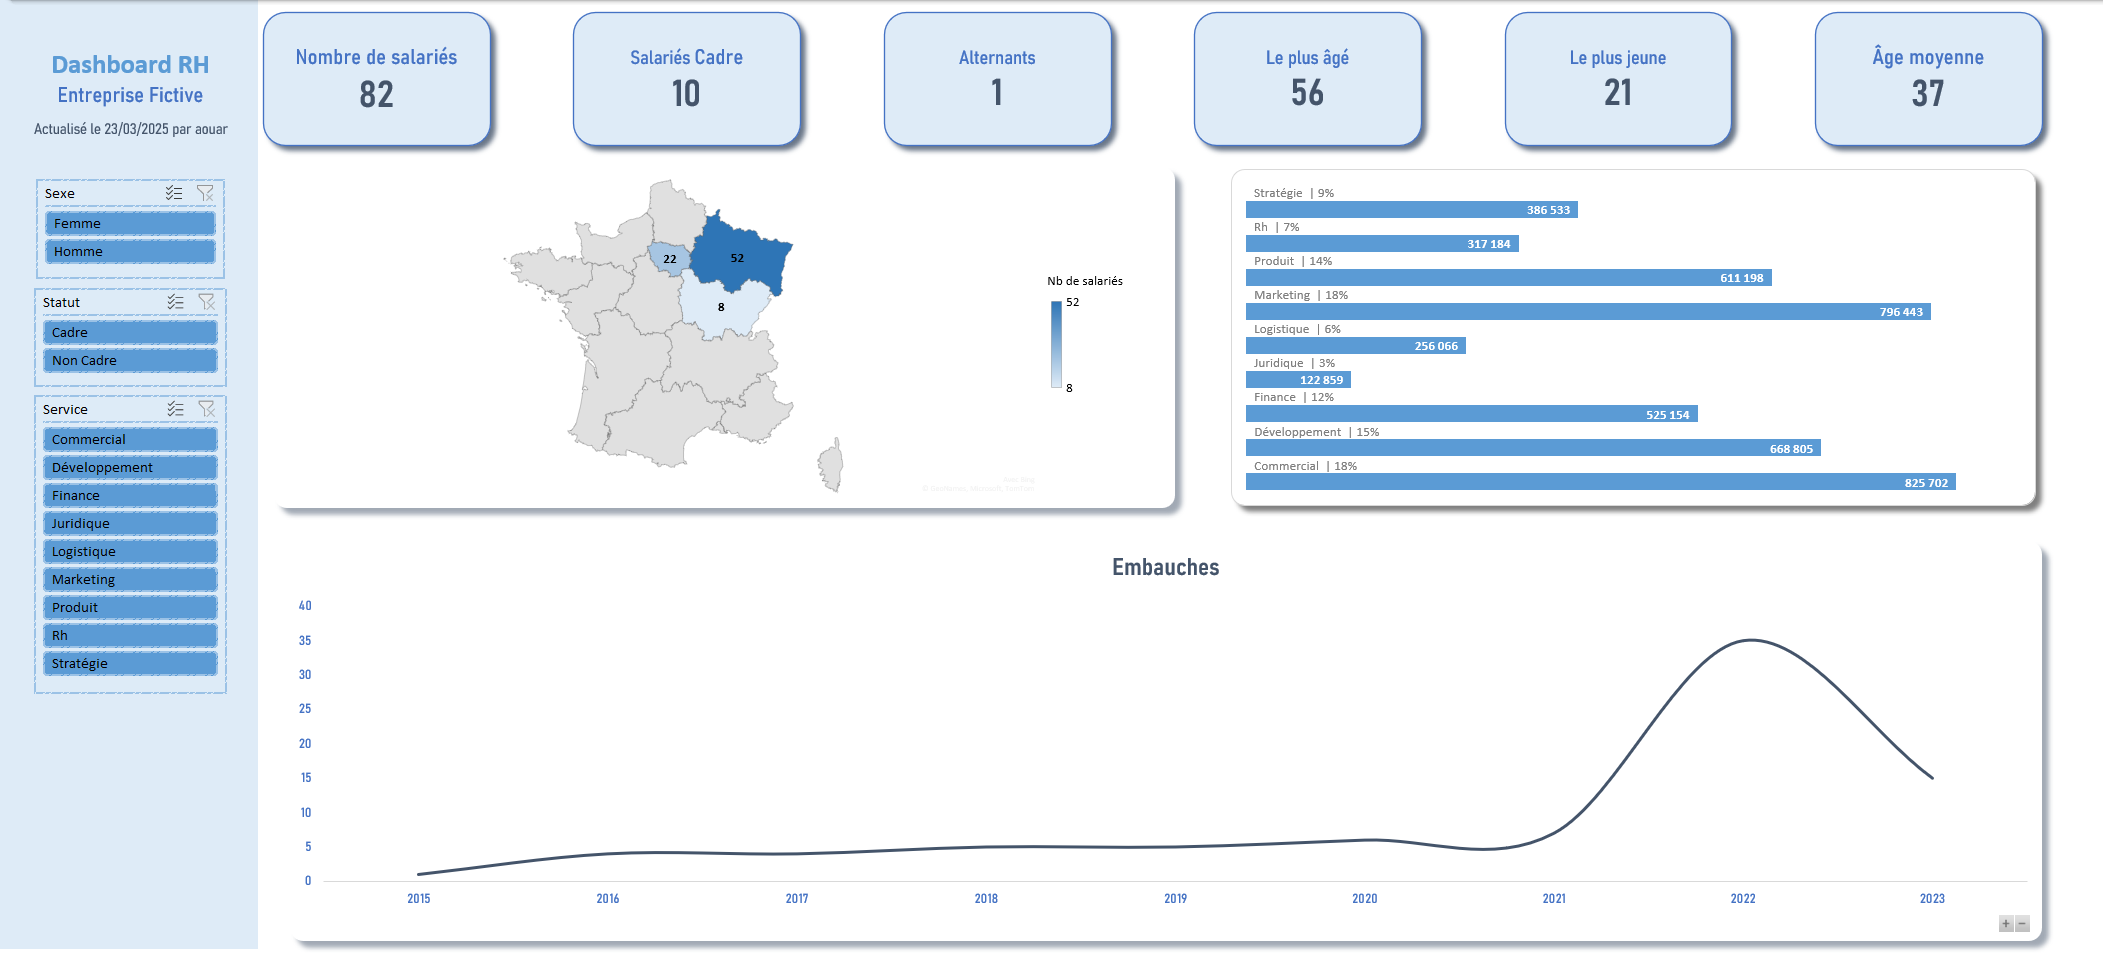 Dashboard RH
Entreprise Fictive
Actualisé le 23/03/2025 par aouar
Sexe
Femme
Homme
Statut
Cadre
Non Cadre
Service
Commercial
Développement
Finance
Juridique
Logistique
Marketing
Produit
Rh
Stratégie
Nombre de salariés
82
Salariés Cadre
10
Alternants
1
Le plus âgé
56
Le plus jeune
21
Âge moyenne
37
22
52
8
Nb de salariés
52
8
Stratégie | 9%
386 533
Rh | 7%
317 184
Produit | 14%
611 198
Marketing | 18%
796 443
Logistique | 6%
256 066
Juridique | 3%
122 859
Finance | 12%
525 154
Développement | 15%
668 805
Commercial | 18%
825 702
Embauches
40
35
30
25
20
15
10
5
0
2015 2016 2017 2018 2019 2020 2021 2022 2023
+ −